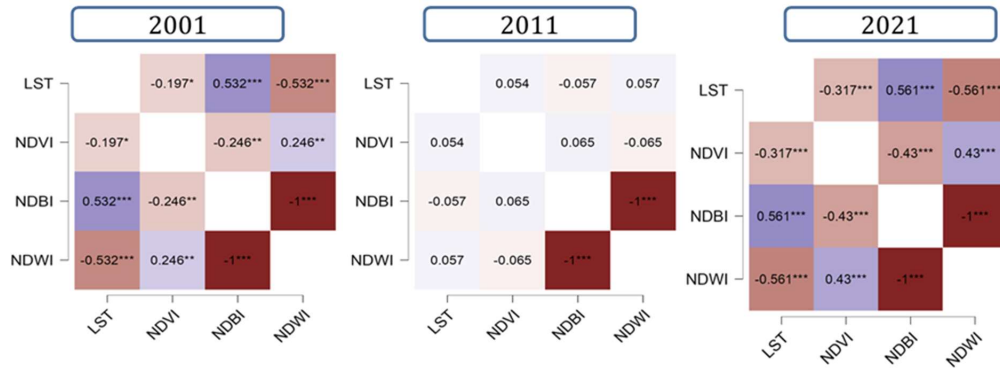 2001
LST -0.197* 0.532*** -0.532***
NDVI -0.197* -0.246** 0.246**
NDBI 0.532*** -0.246** -1***
NDWI -0.532*** 0.246** -1***
LST NDVI NDBI NDWI
2011
LST 0.054 -0.057 0.057
NDVI 0.054 0.065 -0.065
NDBI -0.057 0.065 -1***
NDWI 0.057 -0.065 -1***
LST NDVI NDBI NDWI
2021
LST -0.317*** 0.561*** -0.561***
NDVI -0.317*** -0.43*** 0.43***
NDBI 0.561*** -0.43*** -1***
NDWI -0.561*** 0.43*** -1***
LST NDVI NDBI NDWI